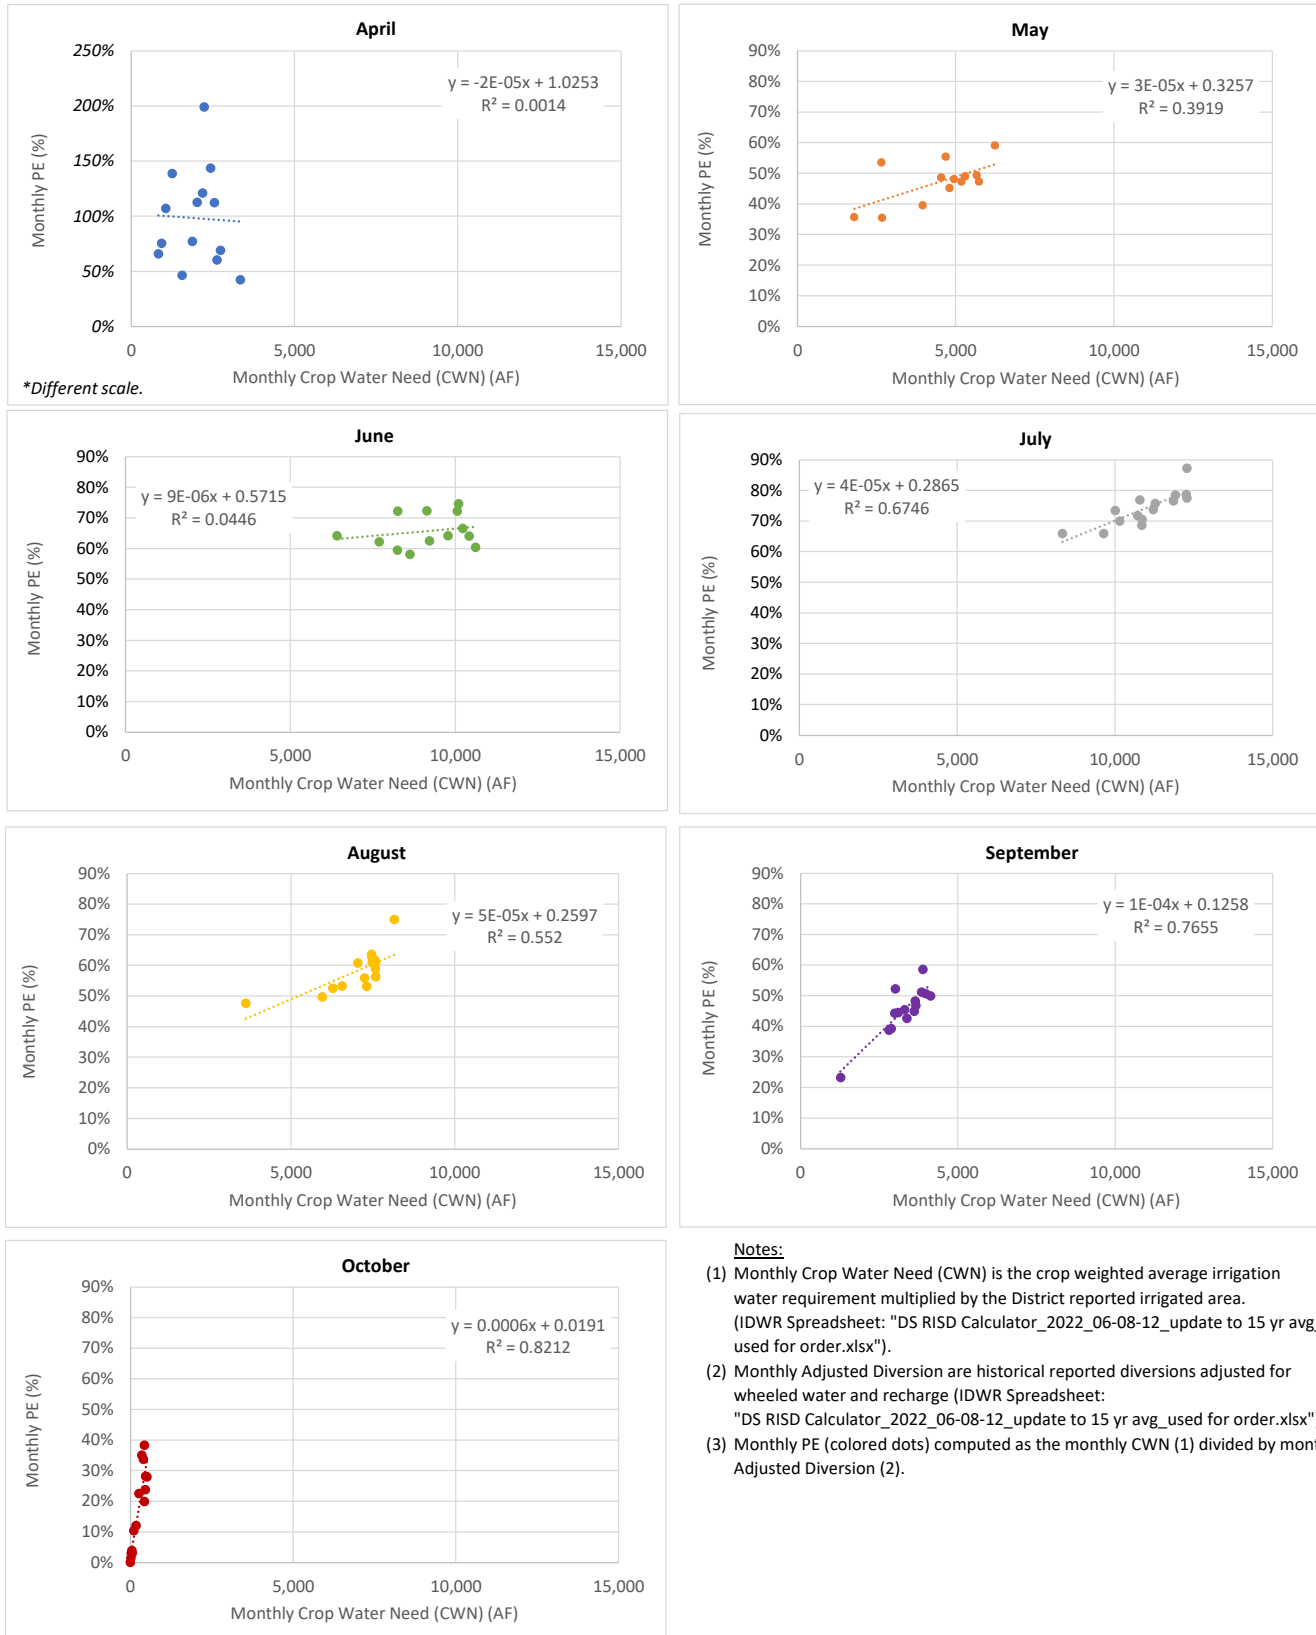 April
250%
200%
150%
100%
50%
0%
Monthly PE (%)
y = -2E-05x + 1.0253
R² = 0.0014
0 5,000 10,000 15,000
Monthly Crop Water Need (CWN) (AF)
*Different scale.
May
90%
80%
70%
60%
50%
40%
30%
20%
10%
0%
Monthly PE (%)
y = 3E-05x + 0.3257
R² = 0.3919
0 5,000 10,000 15,000
Monthly Crop Water Need (CWN) (AF)
June
90%
80%
70%
60%
50%
40%
30%
20%
10%
0%
Monthly PE (%)
y = 9E-06x + 0.5715
R² = 0.0446
0 5,000 10,000 15,000
Monthly Crop Water Need (CWN) (AF)
July
90%
80%
70%
60%
50%
40%
30%
20%
10%
0%
Monthly PE (%)
y = 4E-05x + 0.2865
R² = 0.6746
0 5,000 10,000 15,000
Monthly Crop Water Need (CWN) (AF)
August
90%
80%
70%
60%
50%
40%
30%
20%
10%
0%
Monthly PE (%)
y = 5E-05x + 0.2597
R² = 0.552
0 5,000 10,000 15,000
Monthly Crop Water Need (CWN) (AF)
September
90%
80%
70%
60%
50%
40%
30%
20%
10%
0%
Monthly PE (%)
y = 1E-04x + 0.1258
R² = 0.7655
0 5,000 10,000 15,000
Monthly Crop Water Need (CWN) (AF)
October
90%
80%
70%
60%
50%
40%
30%
20%
10%
0%
Monthly PE (%)
y = 0.0006x + 0.0191
R² = 0.8212
0 5,000 10,000 15,000
Monthly Crop Water Need (CWN) (AF)
Notes:
(1) Monthly Crop Water Need (CWN) is the crop weighted average irrigation
water requirement multiplied by the District reported irrigated area.
(IDWR Spreadsheet: "DS RISD Calculator_2022_06-08-12_update to 15 yr avg_
used for order.xlsx").
(2) Monthly Adjusted Diversion are historical reported diversions adjusted for
wheeled water and recharge (IDWR Spreadsheet:
"DS RISD Calculator_2022_06-08-12_update to 15 yr avg_used for order.xlsx"
(3) Monthly PE (colored dots) computed as the monthly CWN (1) divided by mont
Adjusted Diversion (2).